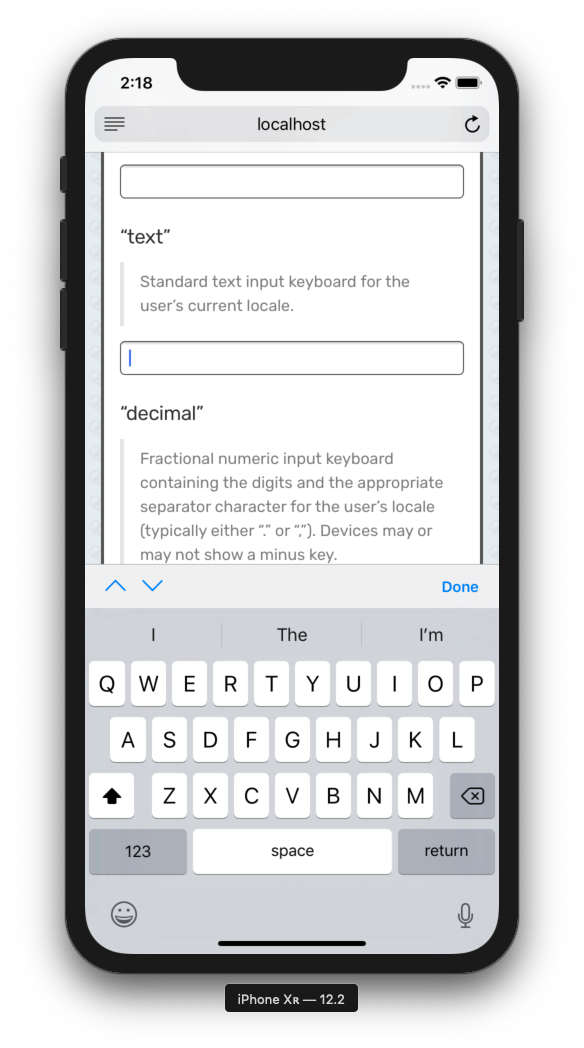 2:18
localhost
“text”
Standard text input keyboard for the
user’s current locale.
“decimal”
Fractional numeric input keyboard
containing the digits and the appropriate
separator character for the user’s locale
(typically either “.” or “,”). Devices may or
may not show a minus key.
Done
I The I’m
Q W E R T Y U I O P
A S D F G H J K L
Z X C V B N M
123 space return
iPhone Xʀ — 12.2